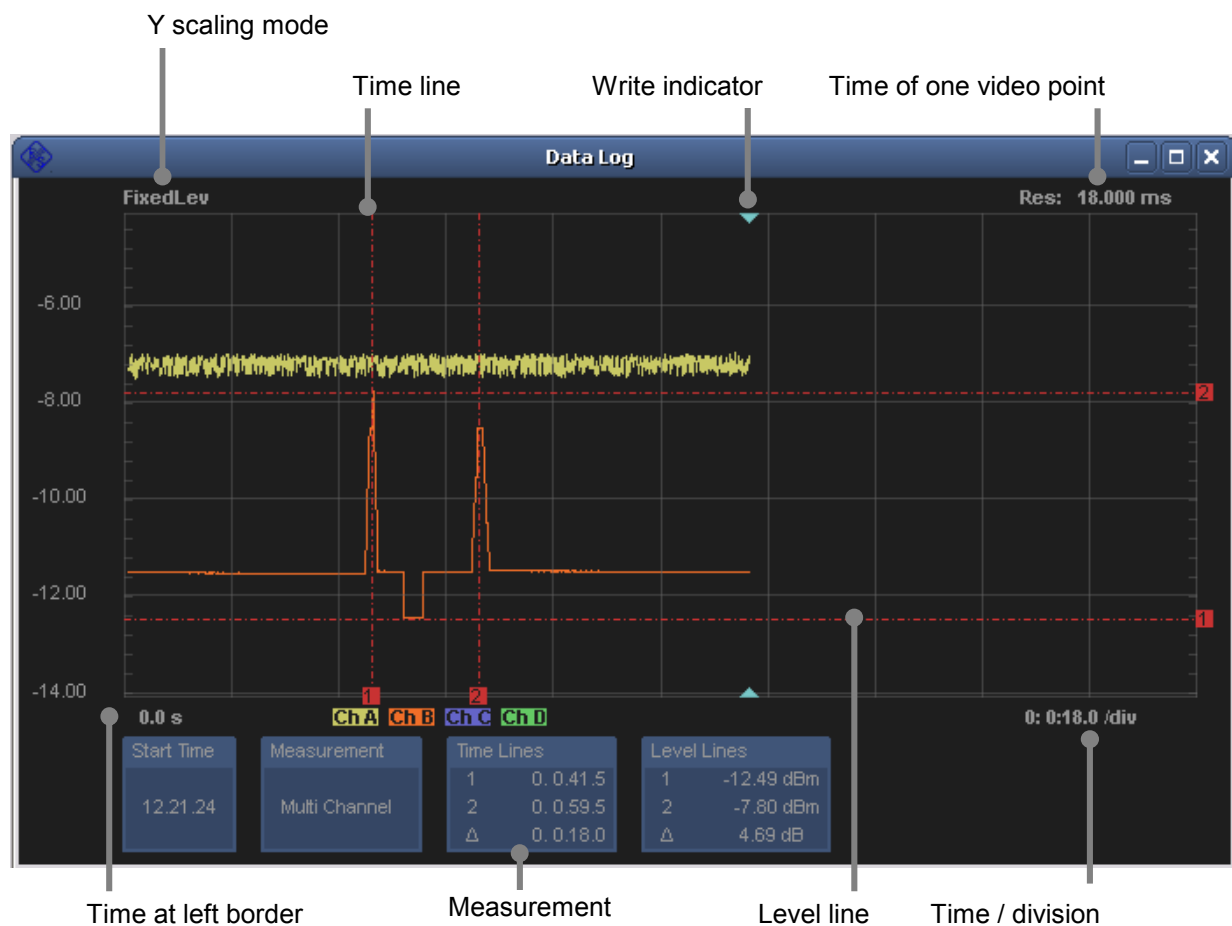 Y scaling mode
Time line
Write indicator
Time of one video point
Data Log
FixedLev
Res: 18.000 ms
-6.00
-8.00
2
-10.00
-12.00
1
-14.00
1
2
0.0 s
Ch A Ch B Ch C Ch D
0: 0:18.0 /div
Start Time
12.21.24
Measurement
Multi Channel
Time Lines
1 0. 0.41.5
2 0. 0.59.5
Δ 0. 0.18.0
Level Lines
1 -12.49 dBm
2 -7.80 dBm
Δ 4.69 dB
Time at left border
Measurement
Level line
Time / division